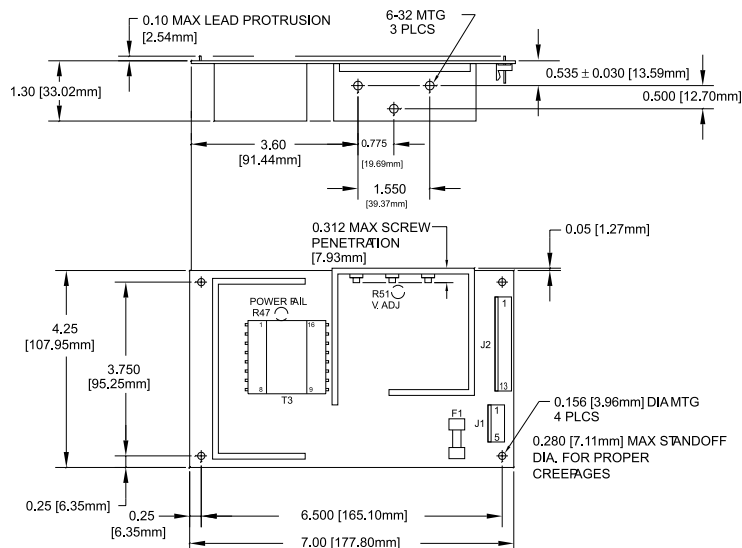 0.10 MAX LEAD PROTRUSION
[2.54mm]
6-32 MTG
3 PLCS
1.30 [33.02mm]
0.535 ± 0.030 [13.59mm]
0.500 [12.70mm]
3.60
[91.44mm]
0.775
[19.69mm]
1.550
[39.37mm]
0.312 MAX SCREW
PENETRATION
[7.93mm]
0.05 [1.27mm]
POWER FAIL
R47
1 16
8 9
T3
R51
V. ADJ
1
J2
13
4.25
[107.95mm]
3.750
[95.25mm]
F1
J1
1
5
0.156 [3.96mm] DIA MTG
4 PLCS
0.280 [7.11mm] MAX STANDOFF
DIA. FOR PROPER
CREEPAGES
0.25 [6.35mm]
0.25
[6.35mm]
6.500 [165.10mm]
7.00 [177.80mm]